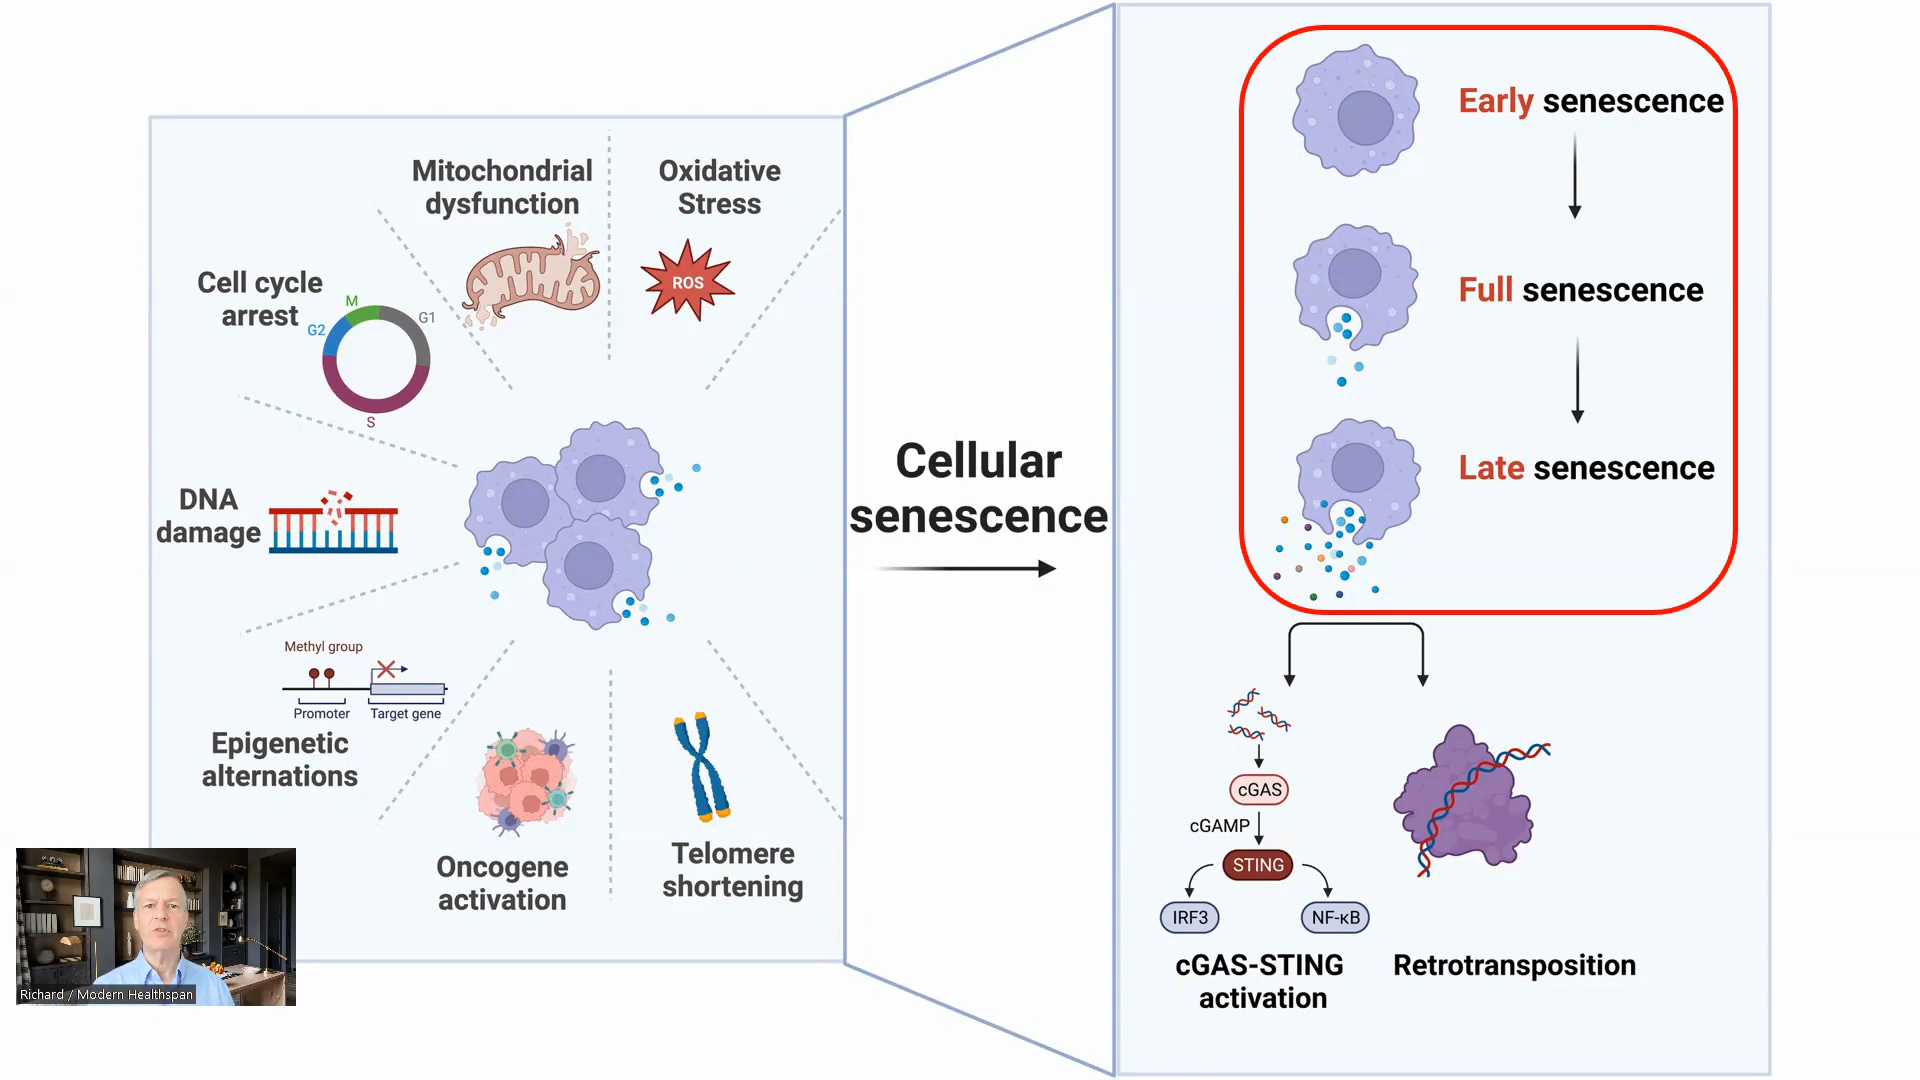 Mitochondrial
dysfunction
Oxidative
Stress
ROS
Cell cycle
arrest
M
G1
G2
S
DNA
damage
Methyl group
Promoter
Target gene
Epigenetic
alternations
Oncogene
activation
Telomere
shortening
Cellular
senescence
Early senescence
Full senescence
Late senescence
cGAS
cGAMP
STING
IRF3
NF-κB
cGAS-STING
activation
Retrotransposition
Richard / Modern Healthspan